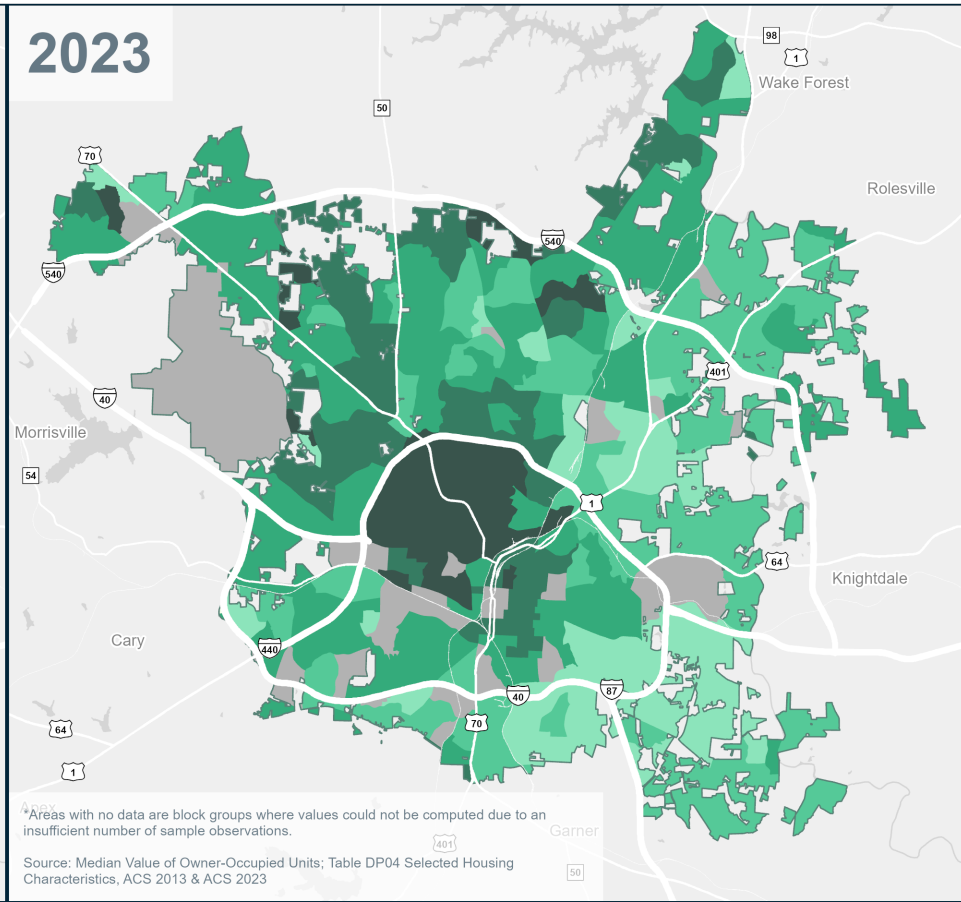 2023
98
1
Wake Forest
50
70
Rolesville
540
540
401
40
Morrisville
54
1
64
Knightdale
Cary
440
40
87
64
70
1
Apex
*Areas with no data are block groups where values could not be computed due to an
insufficient number of sample observations.
Garner
401
Source: Median Value of Owner-Occupied Units; Table DP04 Selected Housing
Characteristics, ACS 2013 & ACS 2023
50